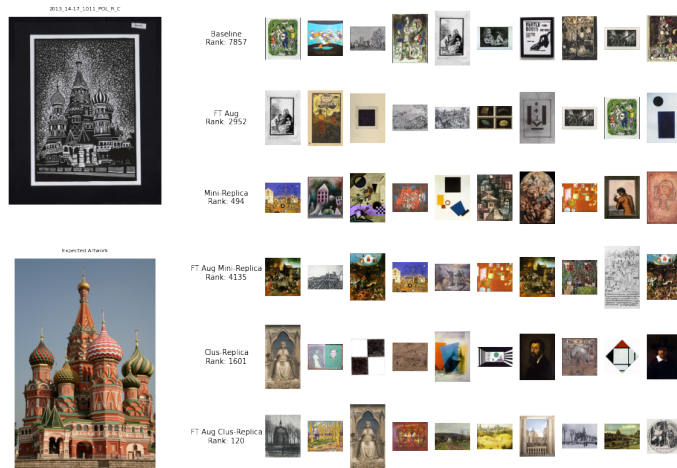 2013_14-17_1011_POL_R_C
Expected Artwork
Baseline
Rank: 7857
FT Aug
Rank: 2952
Mini-Replica
Rank: 494
FT Aug Mini-Replica
Rank: 4135
Clus-Replica
Rank: 1601
FT Aug Clus-Replica
Rank: 120